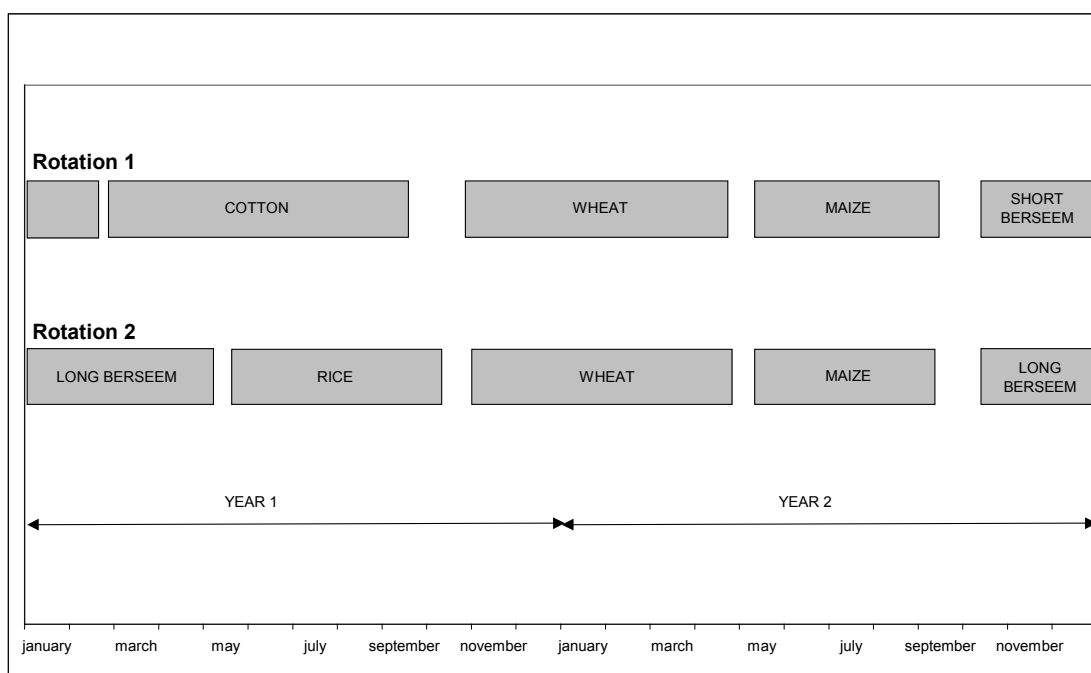 Rotation 1
COTTON
WHEAT
MAIZE
SHORT
BERSEEM
Rotation 2
LONG BERSEEM
RICE
WHEAT
MAIZE
LONG
BERSEEM
YEAR 1
YEAR 2
january march may july september november january march may july september november